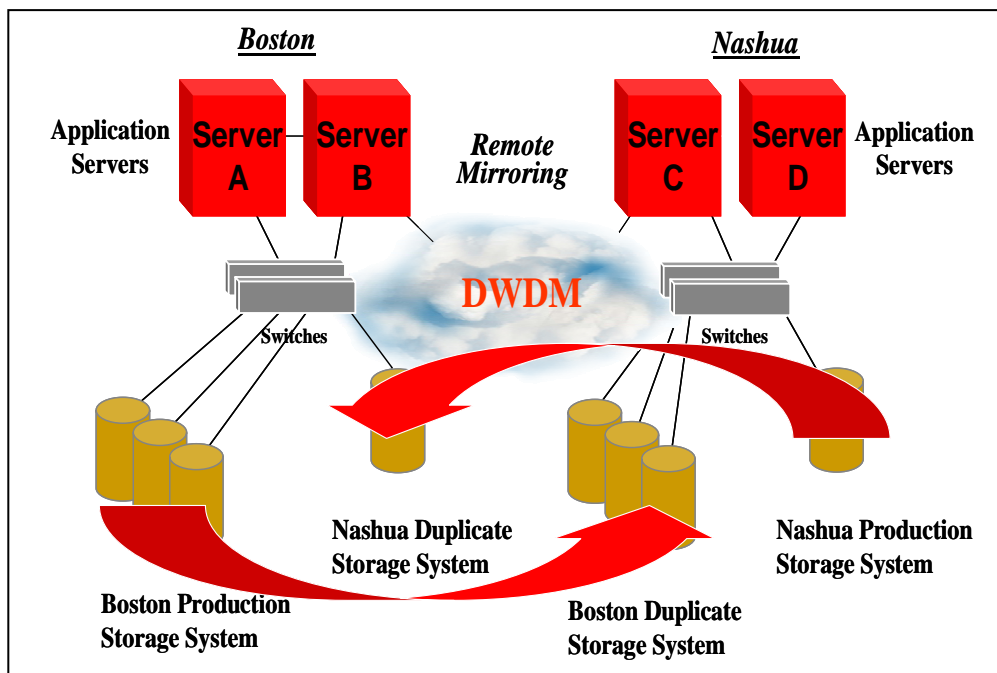 Boston
Nashua
Application
Servers
Server
A
Server
B
Remote
Mirroring
Server
C
Server
D
Application
Servers
DWDM
Switches
Switches
Nashua Duplicate
Storage System
Nashua Production
Storage System
Boston Production
Storage System
Boston Duplicate
Storage System